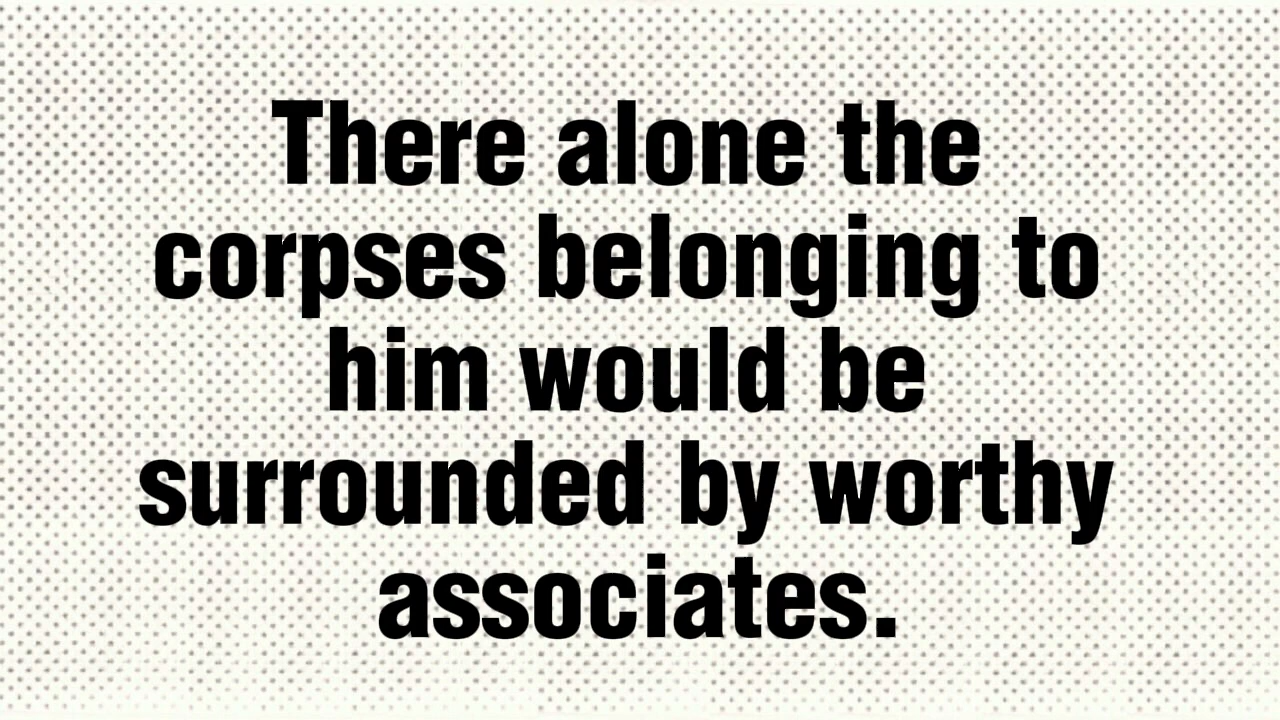 There alone the
corpses belonging to
him would be
surrounded by worthy
associates.